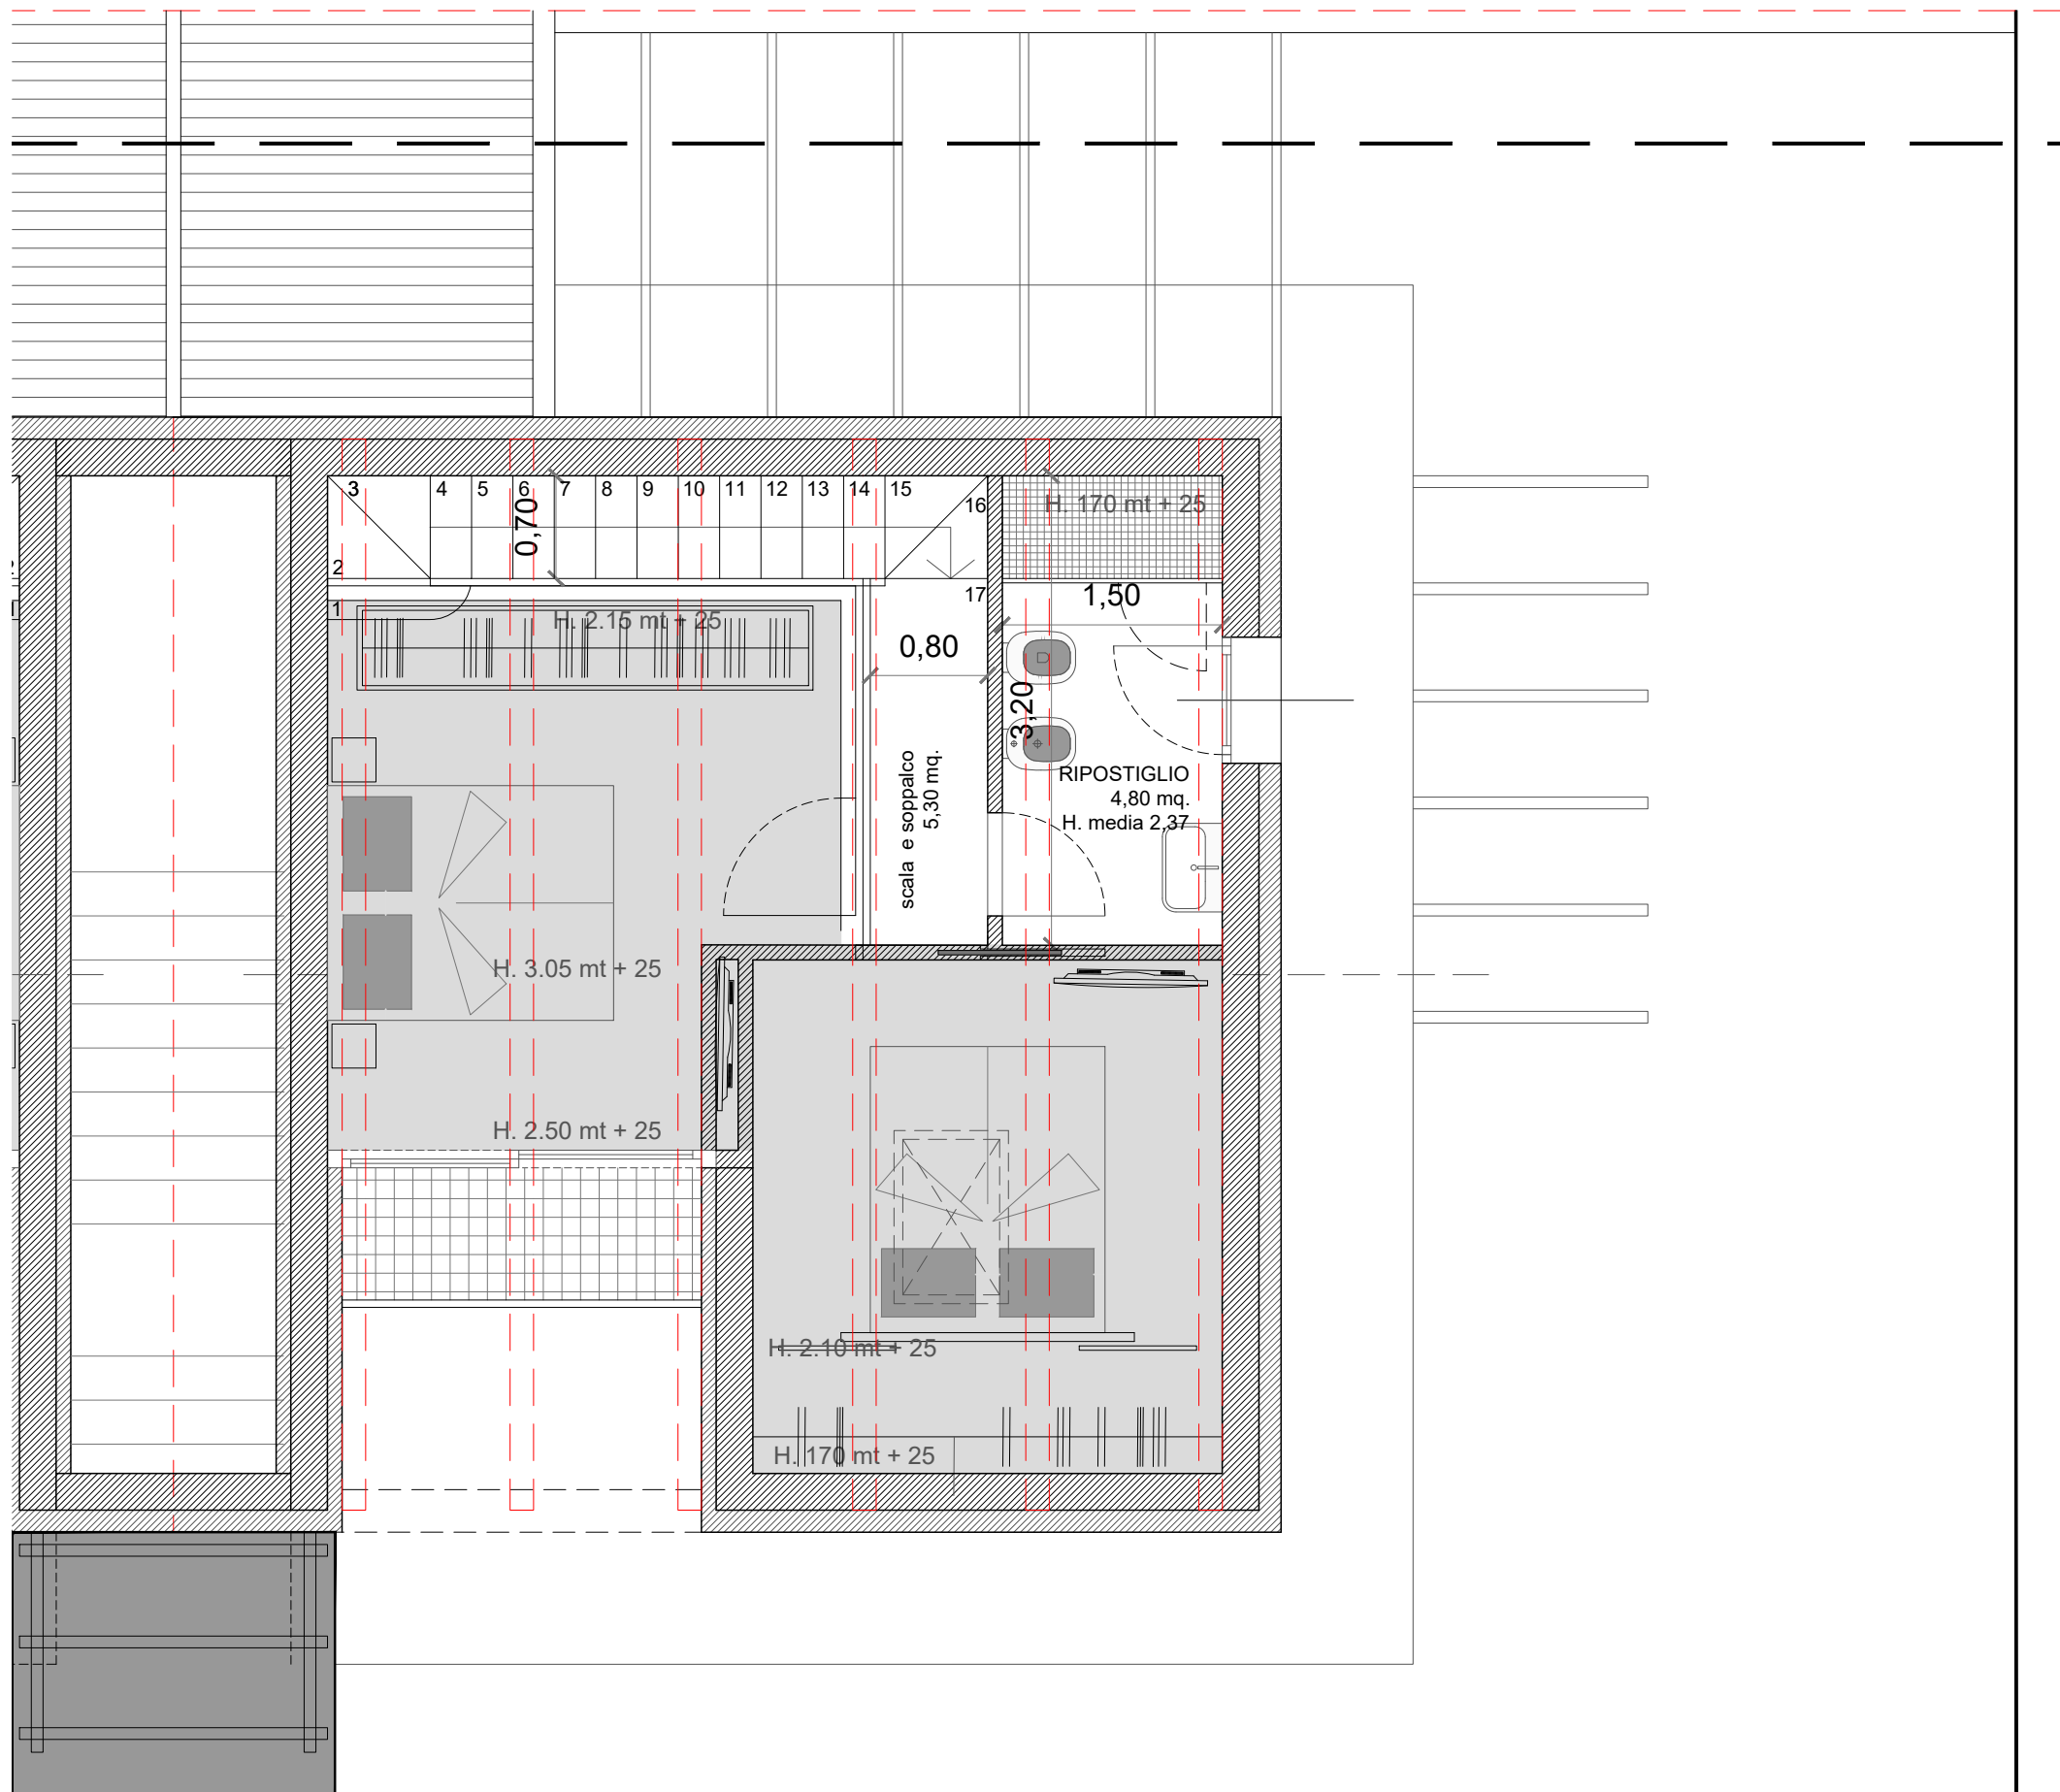 3
4
5
6
7
8
9
10
11
12
13
14
15
16
17
2
1
0,70
H. 170 mt + 25
1,50
H. 2.15 mt + 25
0,80
3,20
scala e soppalco
5,30 mq.
RIPOSTIGLIO
4,80 mq.
H. media 2,37
H. 3.05 mt + 25
H. 2.50 mt + 25
H. 2.10 mt + 25
H. 170 mt + 25